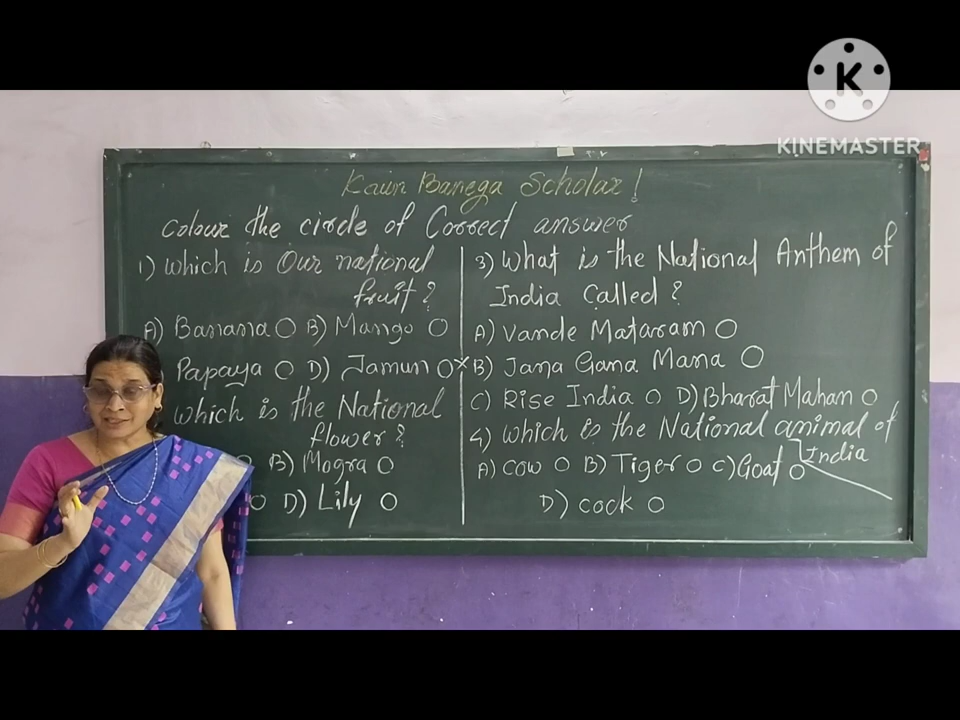 KINEMASTER
Kaun Banega Scholar!
Colour the circle of Correct answer
1) Which is Our national
fruit?
A) Banana B) Mango
Papaya D) Jamun
Which is the National
flower?
B) Mogra
D) Lily
3) What is the National Anthem of
India Called?
A) Vande Mataram
B) Jana Gana Mana
C) Rise India D) Bharat Maham
4) Which is the National animal of
India
A) Cow B) Tiger C) Goat
D) Cock